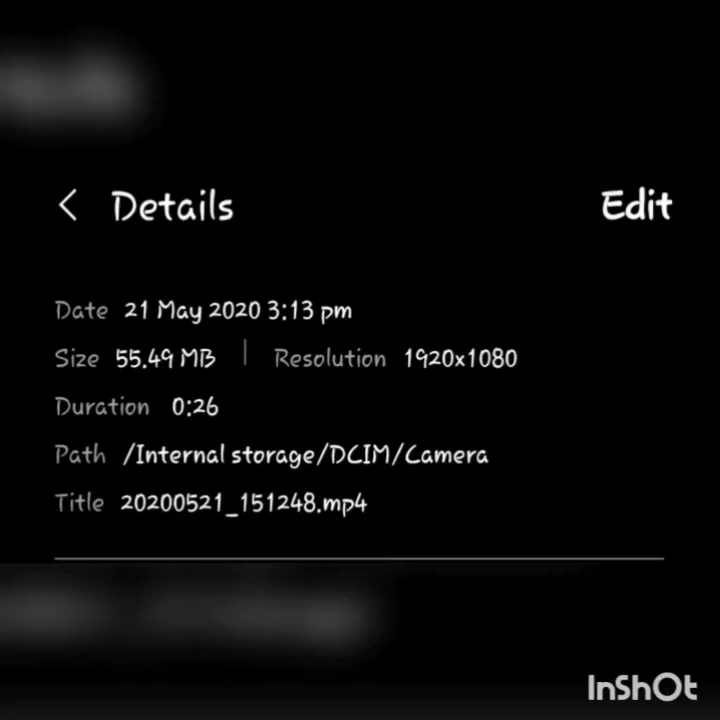 Details
Edit
Date 21 May 2020 3:13 pm
Size 55.49 MB | Resolution 1920x1080
Duration 0:26
Path /Internal storage/DCIM/Camera
Title 20200521_151248.mp4
InShOt